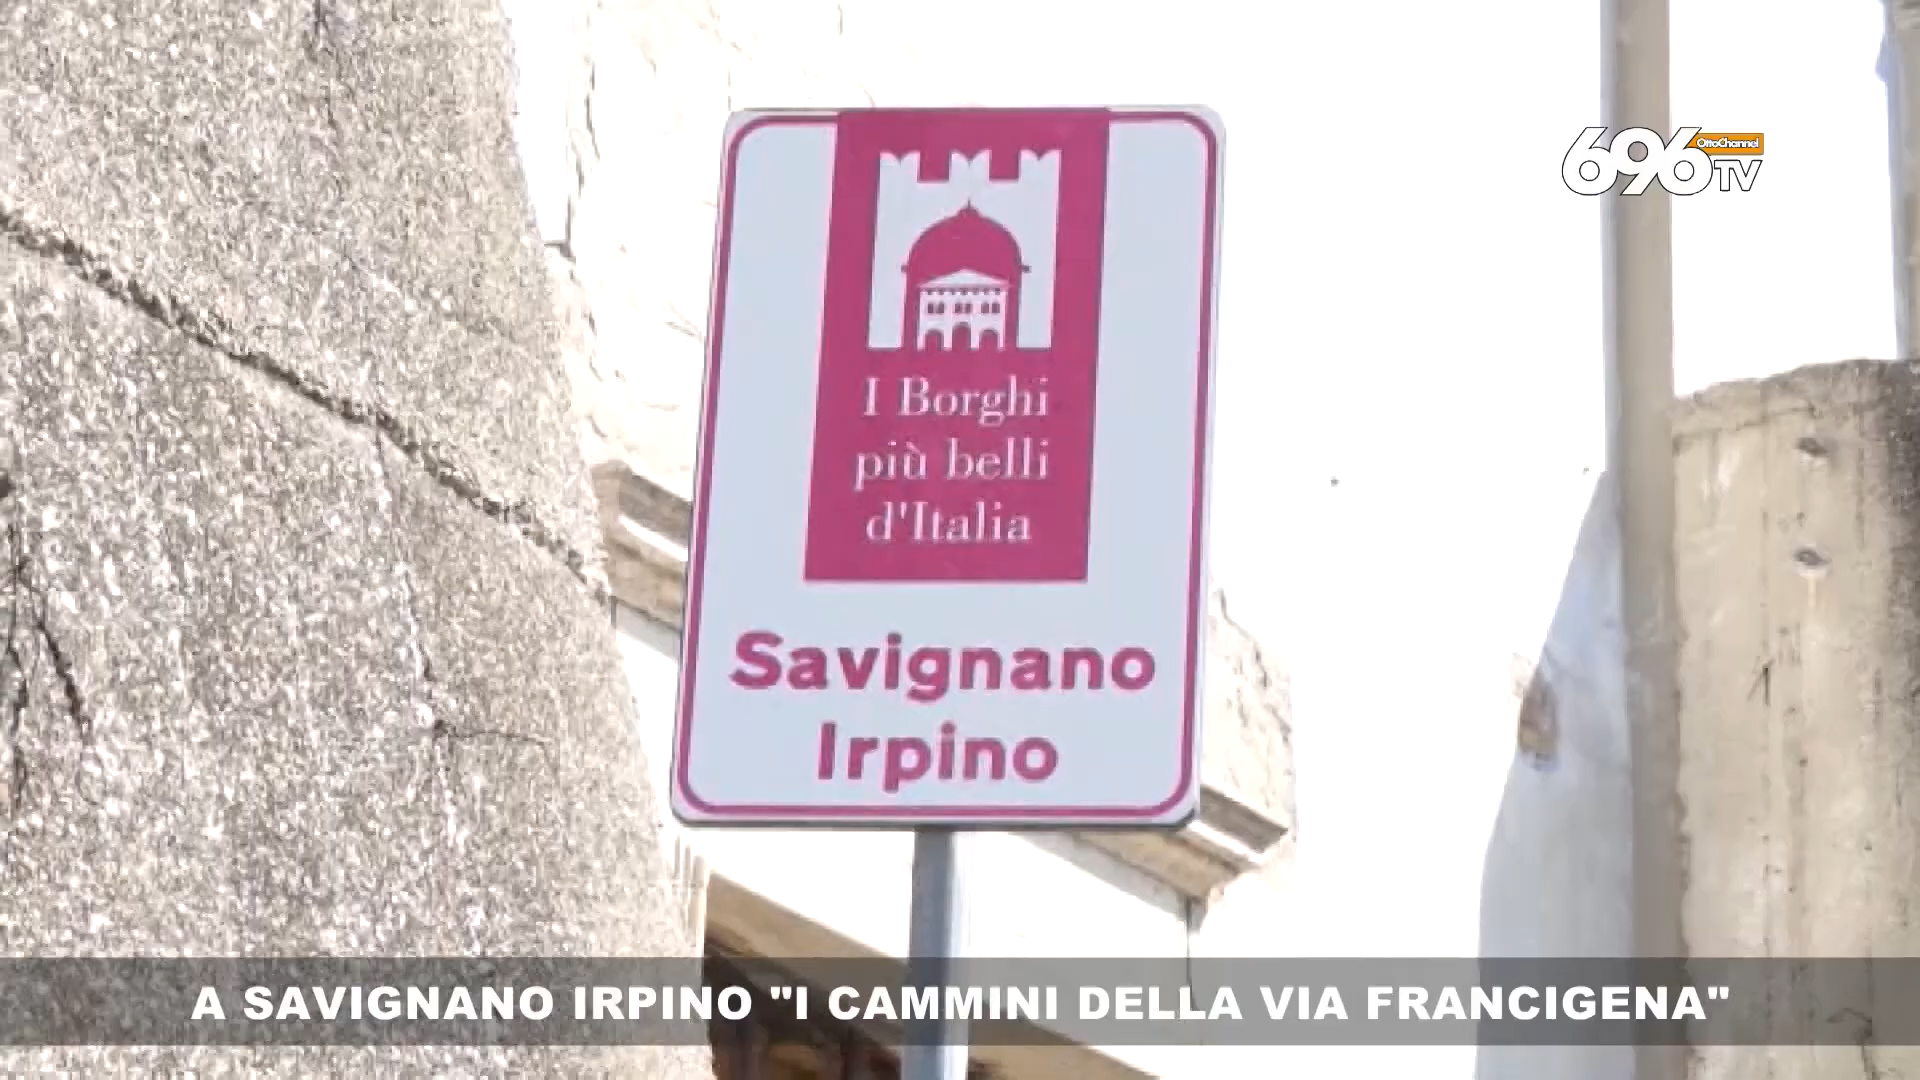 696
OttoChannel
TV
I Borghi
più belli
d'Italia
Savignano
Irpino
A SAVIGNANO IRPINO "I CAMMINI DELLA VIA FRANCIGENA"